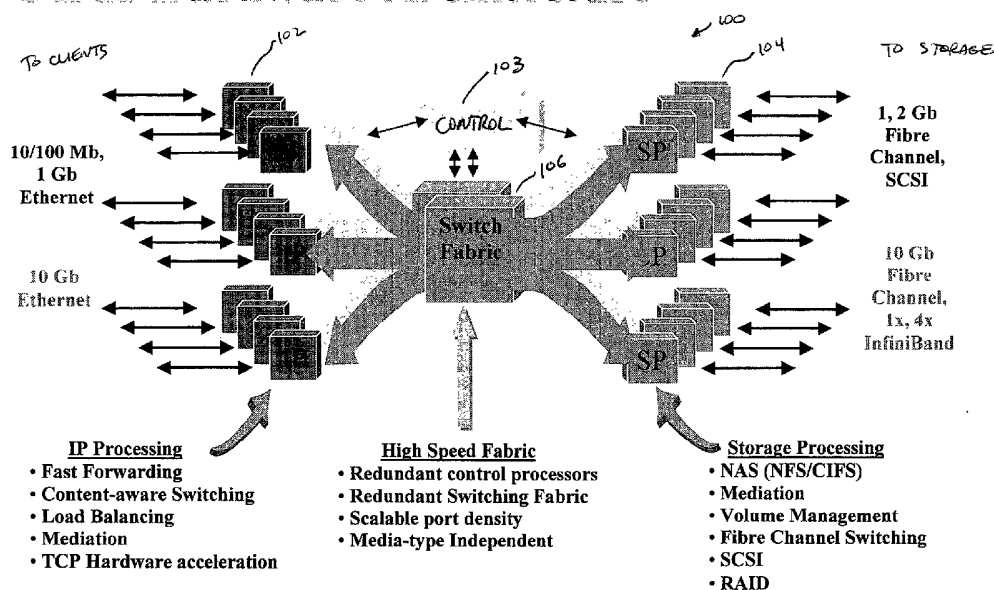 TO CLIENTS
102
103
100
104
TO STORAGE
CONTROL
106
10/100 Mb,
1 Gb
Ethernet
10 Gb
Ethernet
Switch
Fabric
SP
P
SP
1, 2 Gb
Fibre
Channel,
SCSI
10 Gb
Fibre
Channel,
1x, 4x
InfiniBand
IP Processing
• Fast Forwarding
• Content-aware Switching
• Load Balancing
• Mediation
• TCP Hardware acceleration
High Speed Fabric
• Redundant control processors
• Redundant Switching Fabric
• Scalable port density
• Media-type Independent
Storage Processing
• NAS (NFS/CIFS)
• Mediation
• Volume Management
• Fibre Channel Switching
• SCSI
• RAID